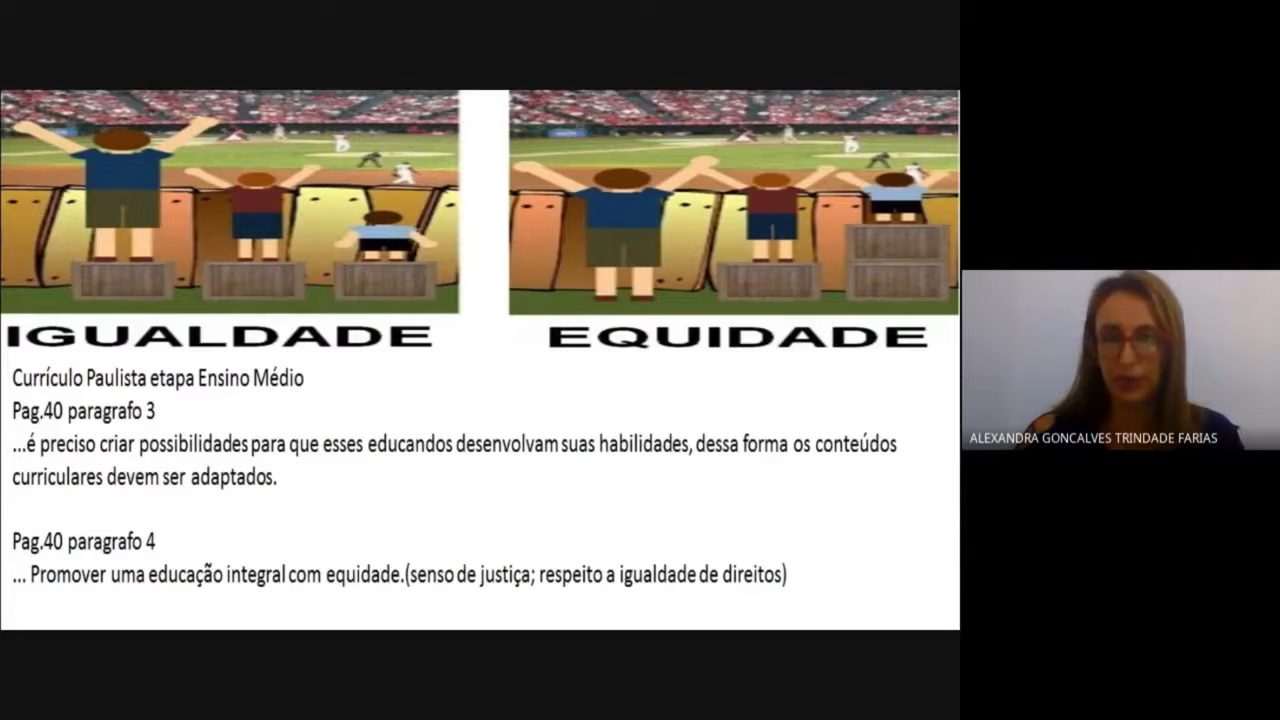 IGUALDADE
EQUIDADE
Currículo Paulista etapa Ensino Médio
Pag.40 paragrafo 3
...é preciso criar possibilidades para que esses educandos desenvolvam suas habilidades, dessa forma os conteúdos
curriculares devem ser adaptados.
Pag.40 paragrafo 4
... Promover uma educação integral com equidade.(senso de justiça; respeito a igualdade de direitos)
ALEXANDRA GONCALVES TRINDADE FARIAS